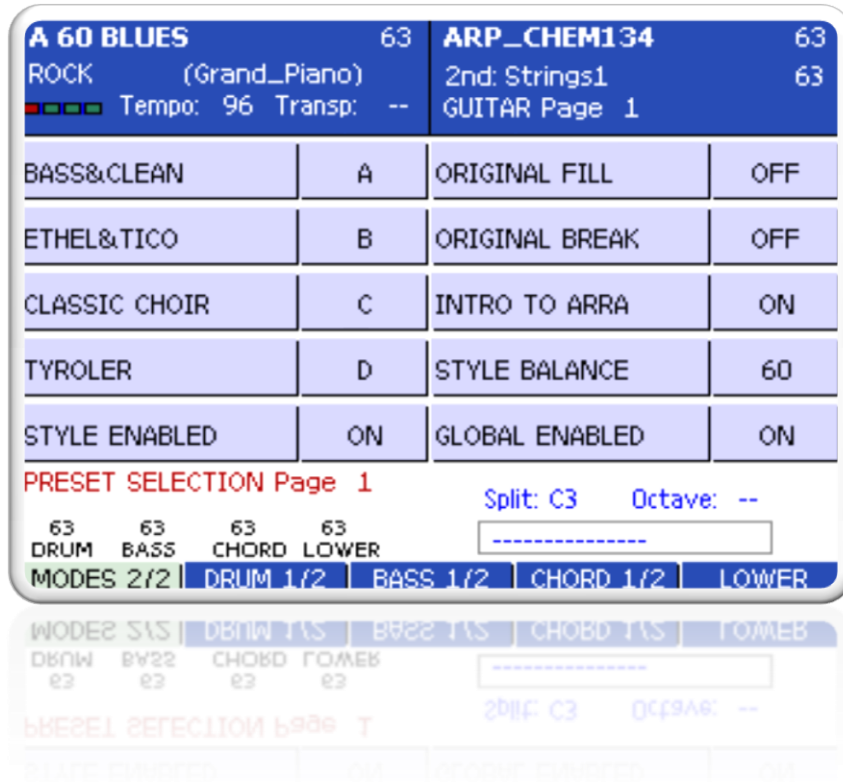 A 60 BLUES 63 ARP_CHEM134 63
ROCK (Grand_Piano) 2nd: Strings1 63
Tempo: 96 Transp: -- GUITAR Page 1
BASS&CLEAN A ORIGINAL FILL OFF
ETHEL&TICO B ORIGINAL BREAK OFF
CLASSIC CHOIR C INTRO TO ARRA ON
TYROLER D STYLE BALANCE 60
STYLE ENABLED ON GLOBAL ENABLED ON
PRESET SELECTION Page 1
Split: C3 Octave: --
63 63 63 63
DRUM BASS CHORD LOWER ---------------
MODES 2/2 DRUM 1/2 BASS 1/2 CHORD 1/2 LOWER